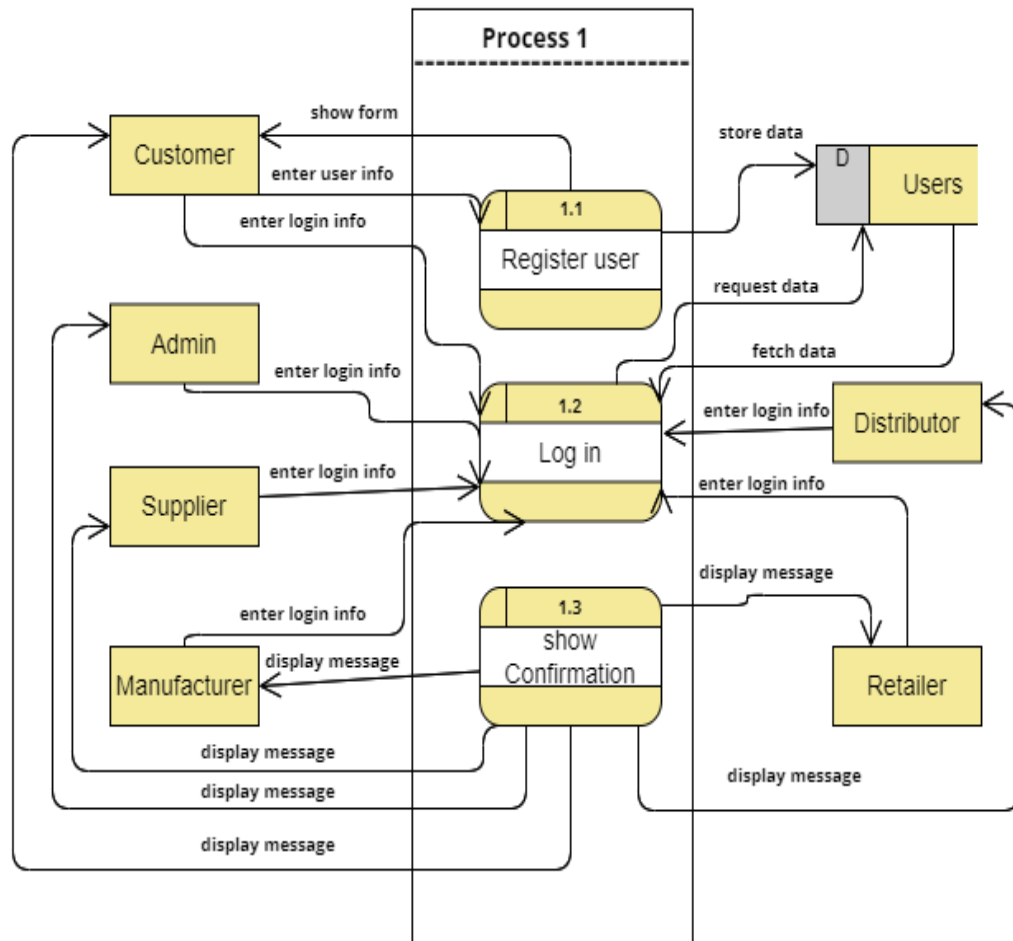 Process 1
show form
store data
Customer
D
Users
enter user info
1.1
enter login info
Register user
request data
Admin
fetch data
enter login info
1.2
enter login info
Distributor
Log in
enter login info
enter login info
Supplier
display message
1.3
enter login info
show
Confirmation
display message
Manufacturer
Retailer
display message
display message
display message
display message